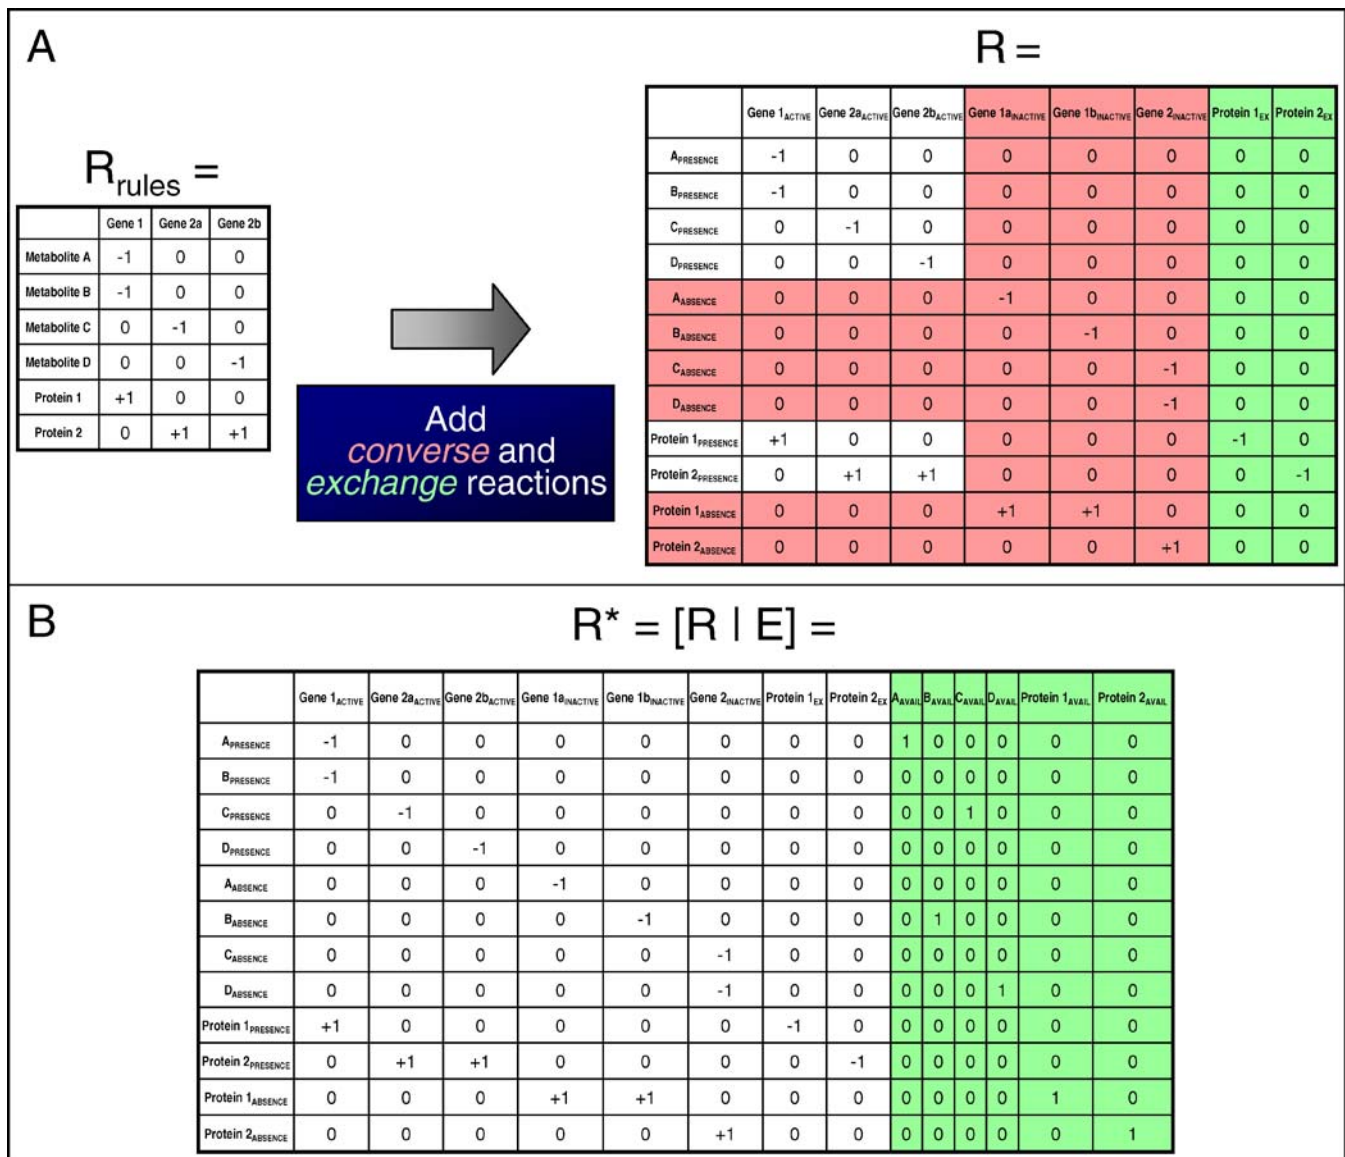 A
R =
R_rules =
Gene 1 Gene 2a Gene 2b
Metabolite A -1 0 0
Metabolite B -1 0 0
Metabolite C 0 -1 0
Metabolite D 0 0 -1
Protein 1 +1 0 0
Protein 2 0 +1 +1
Add
converse and
exchange reactions
Gene 1ACTIVE Gene 2aACTIVE Gene 2bACTIVE Gene 1aINACTIVE Gene 1bINACTIVE Gene 2INACTIVE Protein 1EX Protein 2EX
APRESENCE -1 0 0 0 0 0 0 0
BPRESENCE -1 0 0 0 0 0 0 0
CPRESENCE 0 -1 0 0 0 0 0 0
DPRESENCE 0 0 -1 0 0 0 0 0
AABSENCE 0 0 0 -1 0 0 0 0
BABSENCE 0 0 0 0 -1 0 0 0
CABSENCE 0 0 0 0 0 -1 0 0
DABSENCE 0 0 0 0 0 -1 0 0
Protein 1PRESENCE +1 0 0 0 0 0 -1 0
Protein 2PRESENCE 0 +1 +1 0 0 0 0 -1
Protein 1ABSENCE 0 0 0 +1 +1 0 0 0
Protein 2ABSENCE 0 0 0 0 0 +1 0 0
B
R* = [R | E] =
Gene 1ACTIVE Gene 2aACTIVE Gene 2bACTIVE Gene 1aINACTIVE Gene 1bINACTIVE Gene 2INACTIVE Protein 1EX Protein 2EX AAVAIL BAVAIL CAVAIL DAVAIL Protein 1AVAIL Protein 2AVAIL
APRESENCE -1 0 0 0 0 0 0 0 1 0 0 0 0 0
BPRESENCE -1 0 0 0 0 0 0 0 0 0 0 0 0 0
CPRESENCE 0 -1 0 0 0 0 0 0 0 0 1 0 0 0
DPRESENCE 0 0 -1 0 0 0 0 0 0 0 0 0 0 0
AABSENCE 0 0 0 -1 0 0 0 0 0 0 0 0 0 0
BABSENCE 0 0 0 0 -1 0 0 0 0 1 0 0 0 0
CABSENCE 0 0 0 0 0 -1 0 0 0 0 0 0 0 0
DABSENCE 0 0 0 0 0 -1 0 0 0 0 0 1 0 0
Protein 1PRESENCE +1 0 0 0 0 0 -1 0 0 0 0 0 0 0
Protein 2PRESENCE 0 +1 +1 0 0 0 0 -1 0 0 0 0 0 0
Protein 1ABSENCE 0 0 0 +1 +1 0 0 0 0 0 0 0 1 0
Protein 2ABSENCE 0 0 0 0 0 +1 0 0 0 0 0 0 0 1